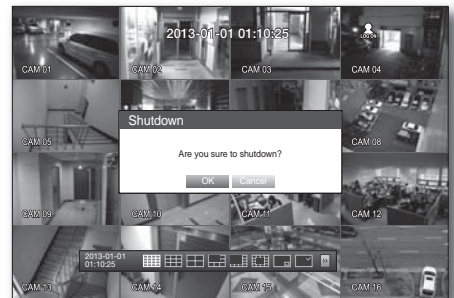 2013-01-01 01:10:25
LOG ON
CAM 01
CAM 02
CAM 03
CAM 04
Shutdown
CAM 05
CAM 08
Are you sure to shutdown?
OK
Cancel
CAM 09
CAM 10
CAM 11
CAM 12
2013-01-01
01:10:25
CAM 13
CAM 14
CAM 15
CAM 16